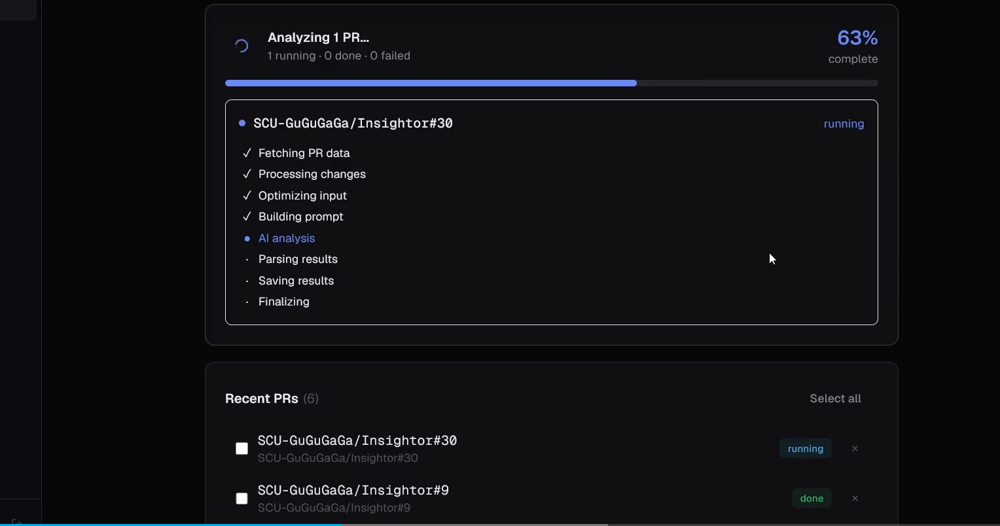 Analyzing 1 PR...
1 running · 0 done · 0 failed
63%
complete
SCU-GuGuGaGa/Insightor#30
running
✓ Fetching PR data
✓ Processing changes
✓ Optimizing input
✓ Building prompt
• AI analysis
· Parsing results
· Saving results
· Finalizing
Recent PRs (6)
Select all
SCU-GuGuGaGa/Insightor#30
SCU-GuGuGaGa/Insightor#30
running ×
SCU-GuGuGaGa/Insightor#9
SCU-GuGuGaGa/Insightor#9
done ×